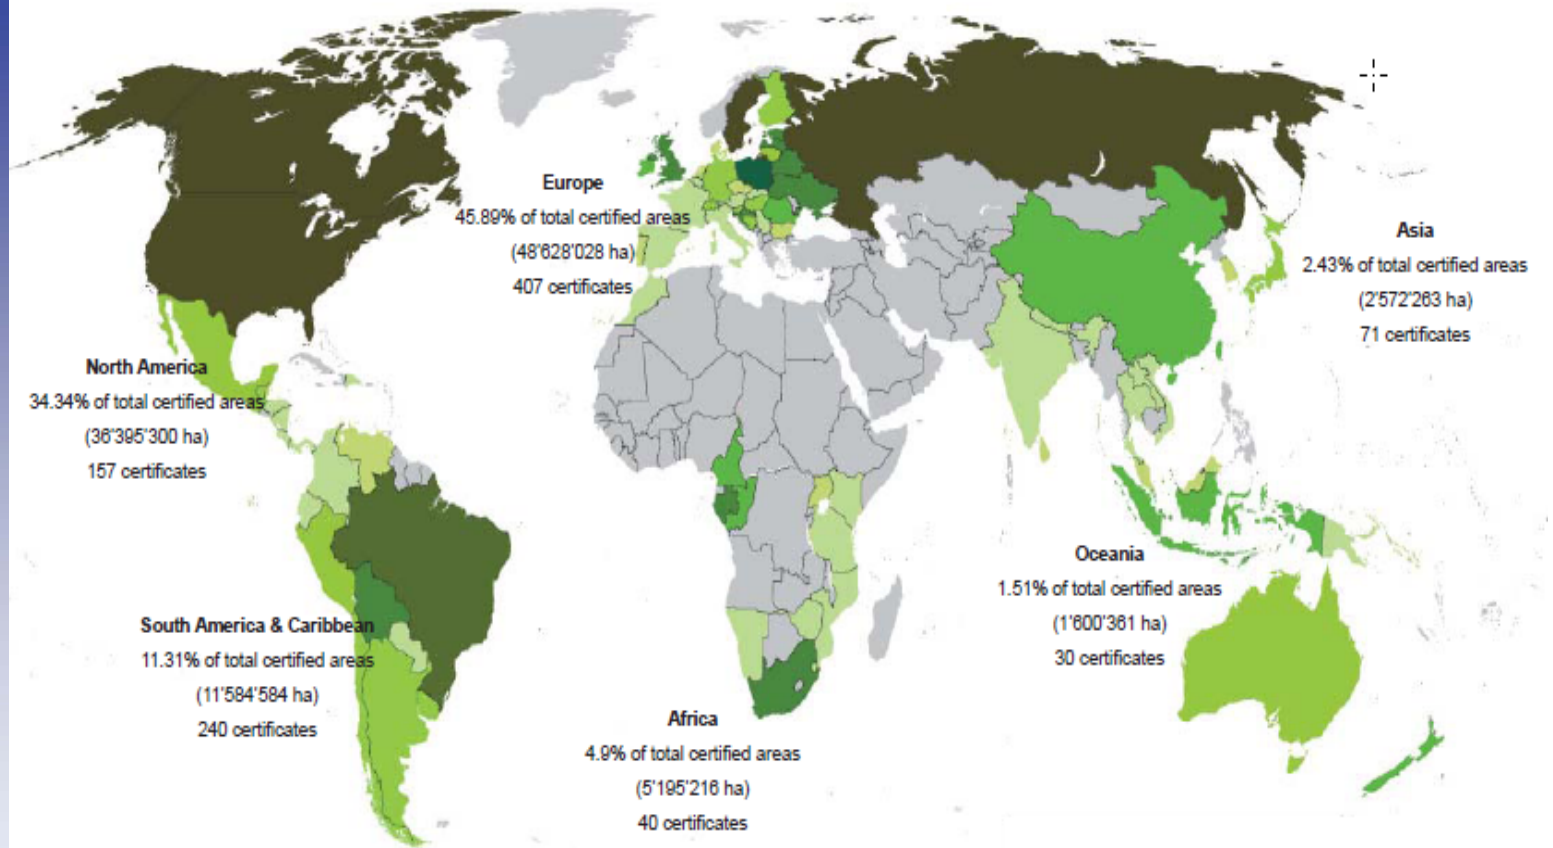 Europe
45.89% of total certified areas
(48'628'028 ha)
407 certificates
Asia
2.43% of total certified areas
(2'572'263 ha)
71 certificates
North America
34.34% of total certified areas
(36'395'300 ha)
157 certificates
Oceania
1.51% of total certified areas
(1'600'361 ha)
30 certificates
South America & Caribbean
11.31% of total certified areas
(11'584'584 ha)
240 certificates
Africa
4.9% of total certified areas
(5'195'216 ha)
40 certificates